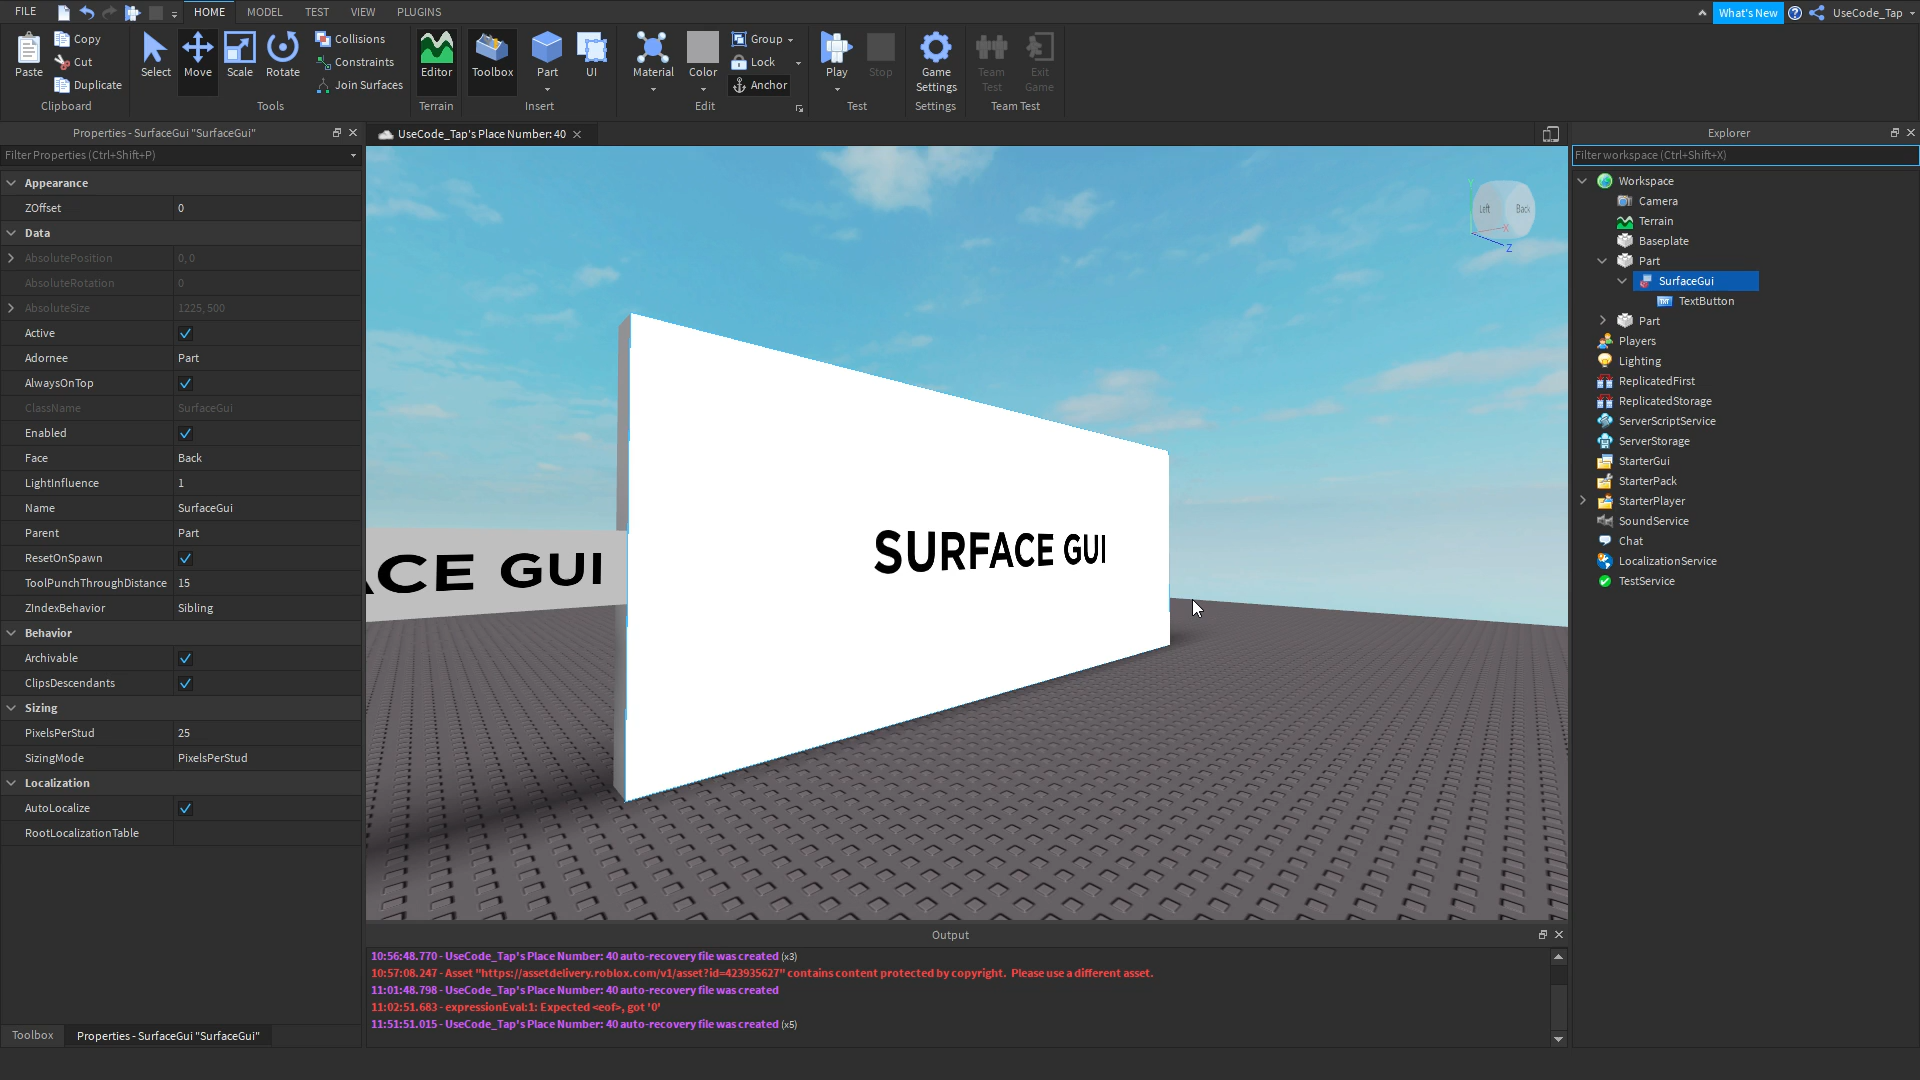 FILE
HOME
MODEL
TEST
VIEW
PLUGINS
What's New
UseCode_Tap
Paste
Copy
Cut
Duplicate
Clipboard
Select
Move
Scale
Rotate
Collisions
Constraints
Join Surfaces
Tools
Editor
Terrain
Toolbox
Part
UI
Insert
Material
Color
Group
Lock
Anchor
Edit
Play
Stop
Test
Game
Settings
Settings
Team
Test
Exit
Game
Team Test
Properties - SurfaceGui "SurfaceGui"
Filter Properties (Ctrl+Shift+P)
Appearance
ZOffset 0
Data
AbsolutePosition 0, 0
AbsoluteRotation 0
AbsoluteSize 1225, 500
Active
Adornee Part
AlwaysOnTop
ClassName SurfaceGui
Enabled
Face Back
LightInfluence 1
Name SurfaceGui
Parent Part
ResetOnSpawn
ToolPunchThroughDistance 15
ZIndexBehavior Sibling
Behavior
Archivable
ClipsDescendants
Sizing
PixelsPerStud 25
SizingMode PixelsPerStud
Localization
AutoLocalize
RootLocalizationTable
Toolbox
Properties - SurfaceGui "SurfaceGui"
UseCode_Tap's Place Number: 40
Y
Left
Back
X
Z
ACE GUI
SURFACE GUI
Output
10:56:48.770 - UseCode_Tap's Place Number: 40 auto-recovery file was created (x3)
10:57:08.247 - Asset "https://assetdelivery.roblox.com/v1/asset?id=423935627" contains content protected by copyright. Please use a different asset.
11:01:48.798 - UseCode_Tap's Place Number: 40 auto-recovery file was created
11:02:51.683 - expressionEval:1: Expected <eof>, got '0'
11:51:51.015 - UseCode_Tap's Place Number: 40 auto-recovery file was created (x5)
Explorer
Filter workspace (Ctrl+Shift+X)
Workspace
Camera
Terrain
Baseplate
Part
SurfaceGui
TextButton
Part
Players
Lighting
ReplicatedFirst
ReplicatedStorage
ServerScriptService
ServerStorage
StarterGui
StarterPack
StarterPlayer
SoundService
Chat
LocalizationService
TestService